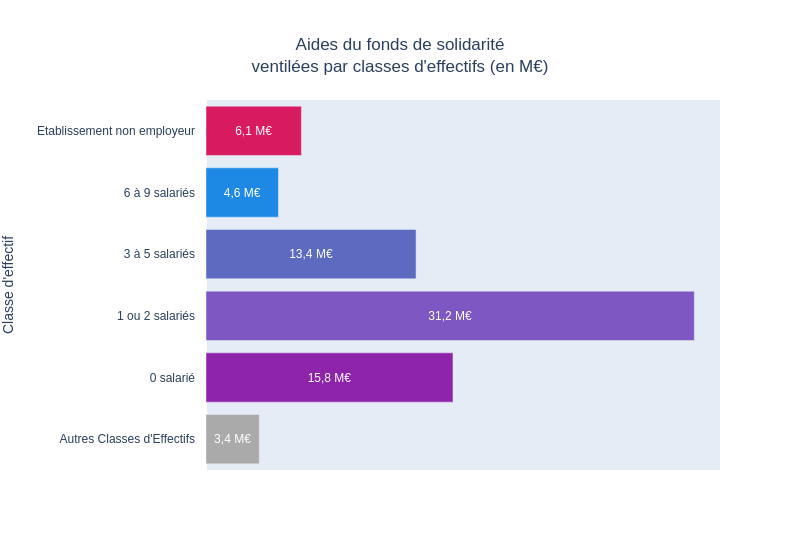 Aides du fonds de solidarité
ventilées par classes d'effectifs (en M€)
Classe d'effectif
Etablissement non employeur
6,1 M€
6 à 9 salariés
4,6 M€
3 à 5 salariés
13,4 M€
1 ou 2 salariés
31,2 M€
0 salarié
15,8 M€
Autres Classes d'Effectifs
3,4 M€